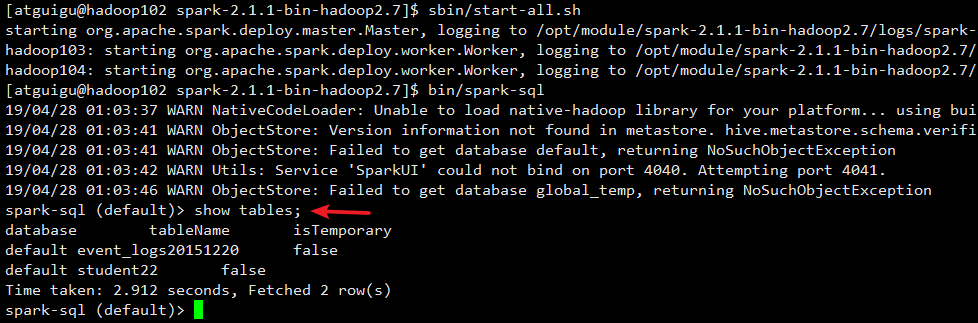 [atguigu@hadoop102 spark-2.1.1-bin-hadoop2.7]$ sbin/start-all.sh
starting org.apache.spark.deploy.master.Master, logging to /opt/module/spark-2.1.1-bin-hadoop2.7/logs/spark-
hadoop103: starting org.apache.spark.deploy.worker.Worker, logging to /opt/module/spark-2.1.1-bin-hadoop2.7/
hadoop104: starting org.apache.spark.deploy.worker.Worker, logging to /opt/module/spark-2.1.1-bin-hadoop2.7/
[atguigu@hadoop102 spark-2.1.1-bin-hadoop2.7]$ bin/spark-sql
19/04/28 01:03:37 WARN NativeCodeLoader: Unable to load native-hadoop library for your platform... using bui
19/04/28 01:03:41 WARN ObjectStore: Version information not found in metastore. hive.metastore.schema.verifi
19/04/28 01:03:41 WARN ObjectStore: Failed to get database default, returning NoSuchObjectException
19/04/28 01:03:42 WARN Utils: Service 'SparkUI' could not bind on port 4040. Attempting port 4041.
19/04/28 01:03:46 WARN ObjectStore: Failed to get database global_temp, returning NoSuchObjectException
spark-sql (default)> show tables;
database tableName isTemporary
default event_logs20151220 false
default student22 false
Time taken: 2.912 seconds, Fetched 2 row(s)
spark-sql (default)>